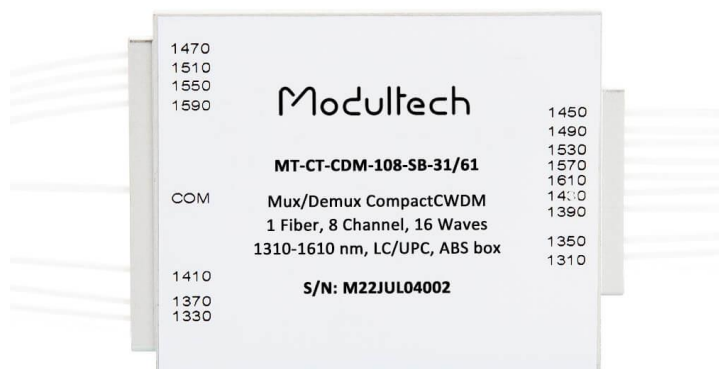 1470
1510
1550
1590
COM
1410
1370
1330
Modultech
MT-CT-CDM-108-SB-31/61
Mux/Demux CompactCWDM
1 Fiber, 8 Channel, 16 Waves
1310-1610 nm, LC/UPC, ABS box
S/N: M22JUL04002
1450
1490
1530
1570
1610
1430
1390
1350
1310